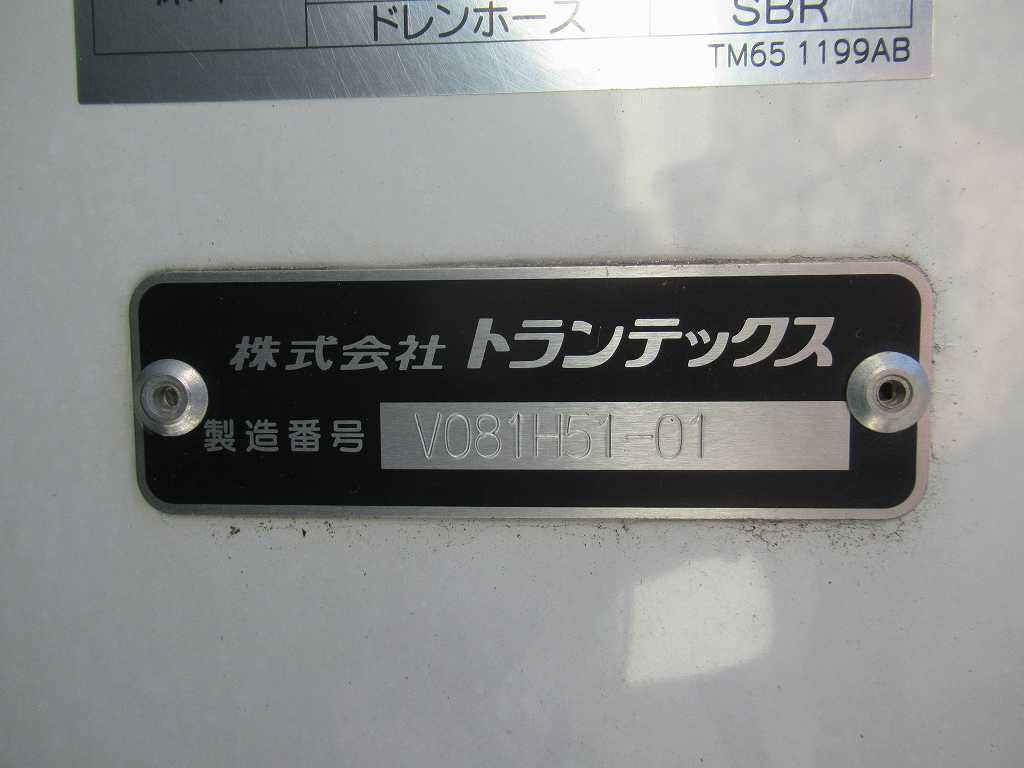 ドレンホース SBR
TM65 1199AB
株式会社 トランテックス
製造番号 V081H51-01